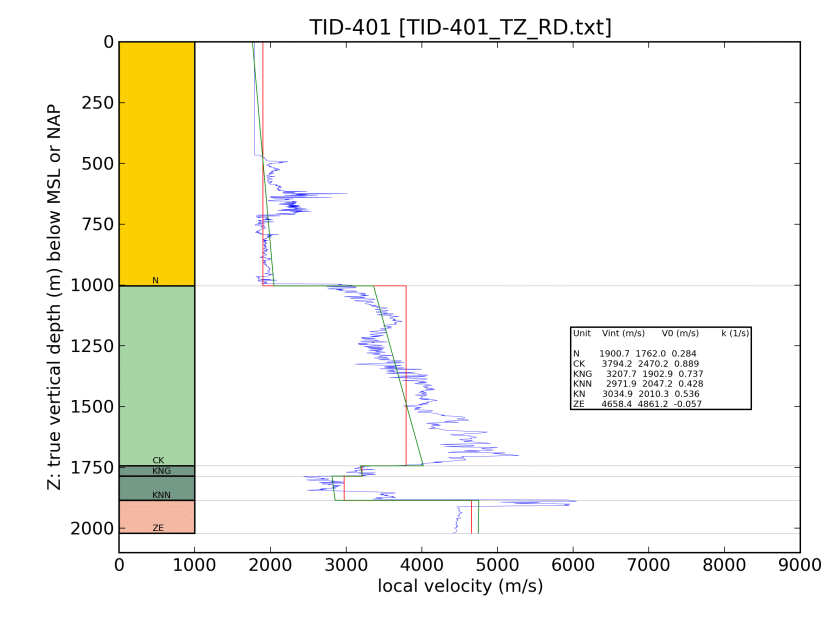 TID-401 [TID-401_TZ_RD.txt]
0
250
500
750
1000
1250
1500
1750
2000
Z: true vertical depth (m) below MSL or NAP
N
CK
KNG
KNN
ZE
Unit Vint (m/s) V0 (m/s) k (1/s)
N 1900.7 1762.0 0.284
CK 3794.2 2470.2 0.889
KNG 3207.7 1902.9 0.737
KNN 2971.9 2047.2 0.428
KN 3034.9 2010.3 0.536
ZE 4658.4 4861.2 -0.057
0 1000 2000 3000 4000 5000 6000 7000 8000 9000
local velocity (m/s)